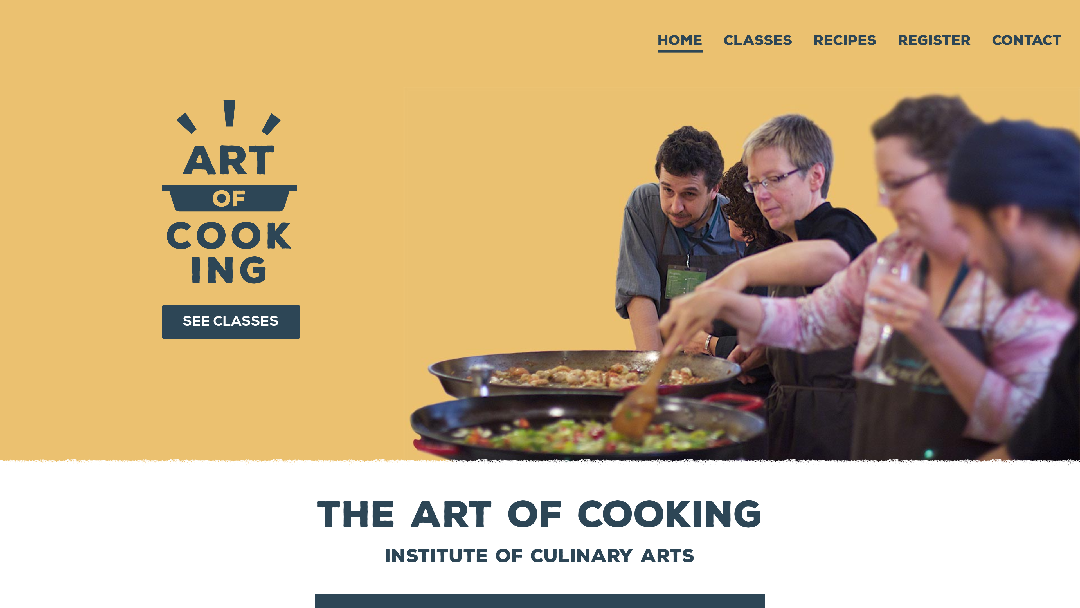 HOME CLASSES RECIPES REGISTER CONTACT
ART
OF
COOK
ING
SEE CLASSES
THE ART OF COOKING
INSTITUTE OF CULINARY ARTS